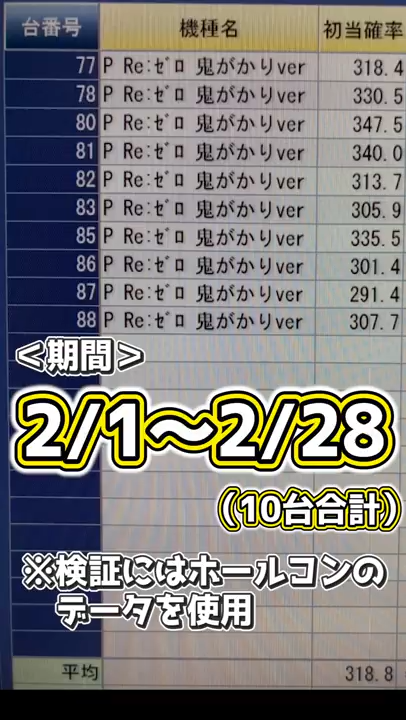 台番号 機種名 初当確率
77 P Re:ｾﾞﾛ 鬼がかりver 318.4
78 P Re:ｾﾞﾛ 鬼がかりver 330.5
80 P Re:ｾﾞﾛ 鬼がかりver 347.5
81 P Re:ｾﾞﾛ 鬼がかりver 340.0
82 P Re:ｾﾞﾛ 鬼がかりver 313.7
83 P Re:ｾﾞﾛ 鬼がかりver 305.9
85 P Re:ｾﾞﾛ 鬼がかりver 335.5
86 P Re:ｾﾞﾛ 鬼がかりver 301.4
87 P Re:ｾﾞﾛ 鬼がかりver 291.4
88 P Re:ｾﾞﾛ 鬼がかりver 307.7
＜期間＞
2/1～2/28
（10台合計）
※検証にはホールコンの
データを使用
平均 318.8